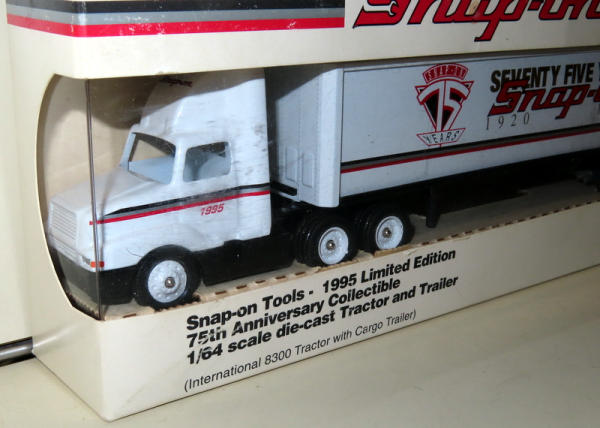 Snap-on
SEVENTY FIVE Y
Snap-
75
1920
YEARS
1995
Snap-on Tools - 1995 Limited Edition
75th Anniversary Collectible
1/64 scale die-cast Tractor and Trailer
(International 8300 Tractor with Cargo Trailer)